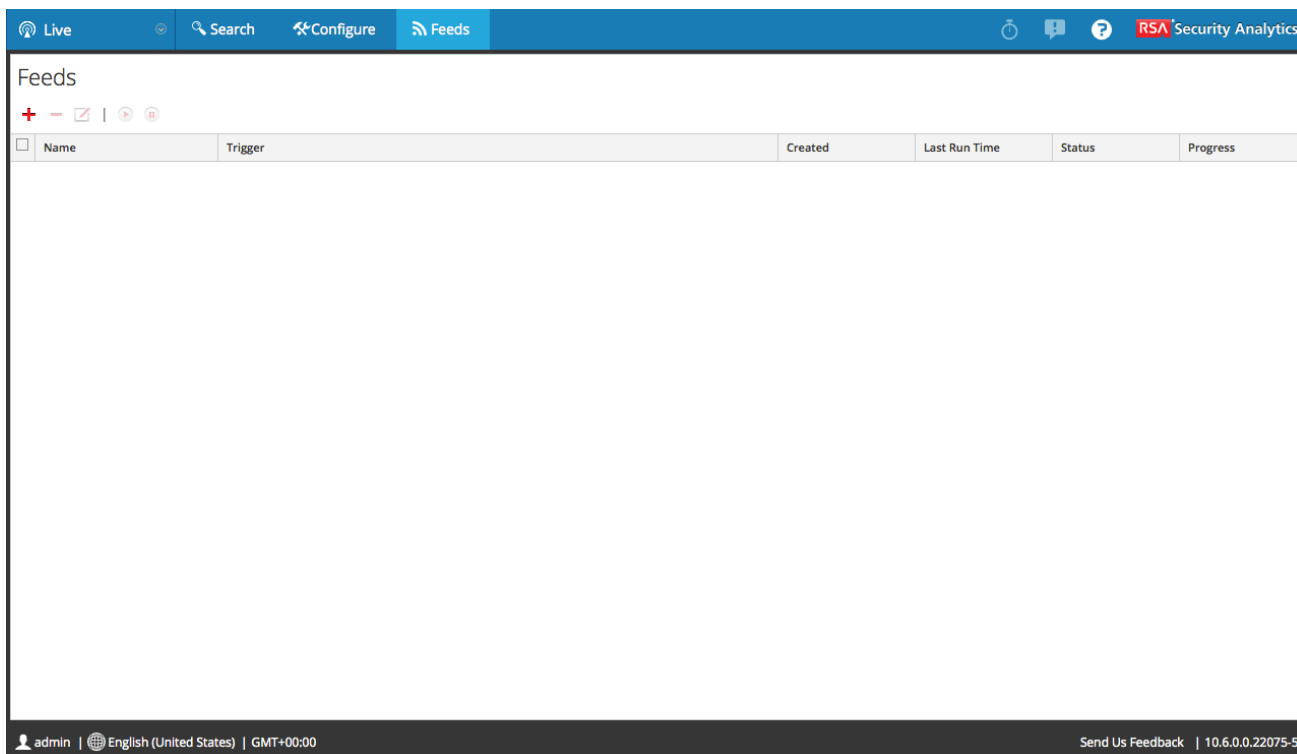 Live Search Configure Feeds RSA Security Analytics
Feeds
Name Trigger Created Last Run Time Status Progress
admin | English (United States) | GMT+00:00 Send Us Feedback | 10.6.0.0.22075-5